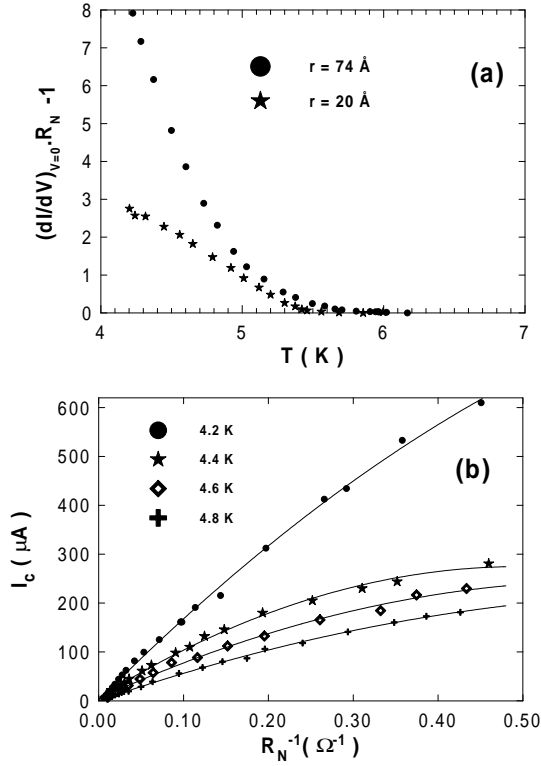 8
7
6
5
4
3
2
1
0
(dI/dV)V=0.RN -1
r = 74 Å
r = 20 Å
(a)
4 5 6 7
T ( K )
600
500
400
300
200
100
0
Ic ( μA )
4.2 K
4.4 K
4.6 K
4.8 K
(b)
0.00 0.10 0.20 0.30 0.40 0.50
RN-1 ( Ω-1 )